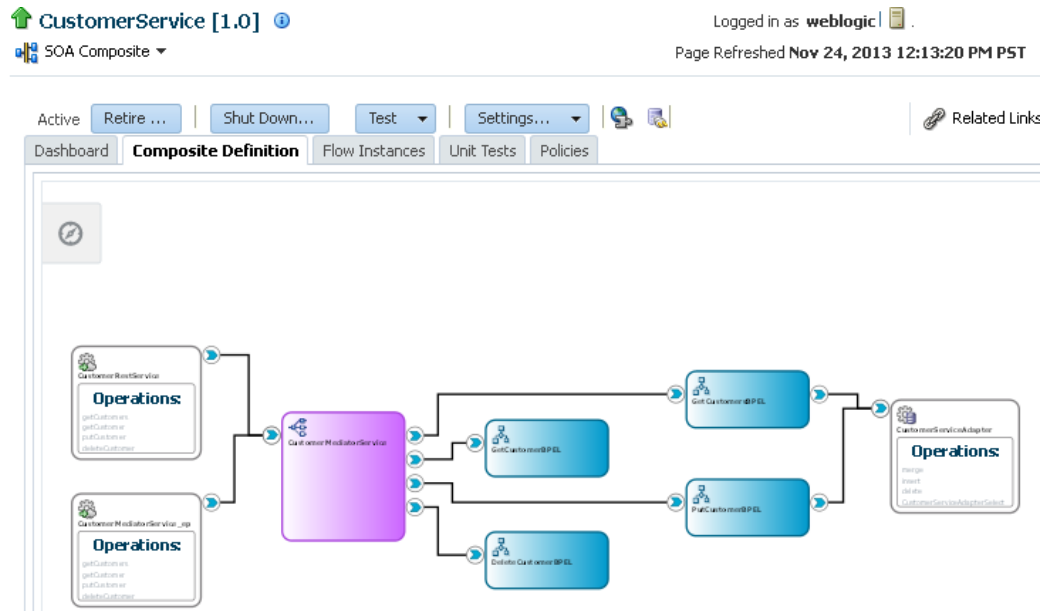 CustomerService [1.0]
Logged in as weblogic
SOA Composite
Page Refreshed Nov 24, 2013 12:13:20 PM PST
Active Retire ... Shut Down... Test Settings... Related Links
Dashboard Composite Definition Flow Instances Unit Tests Policies
CustomerRestService
Operations:
getCustomers
getCustomer
putCustomer
deleteCustomer
CustomerMediatorService_ep
Operations:
getCustomers
getCustomer
putCustomer
deleteCustomer
CustomerMediatorService
GetCustomersBPEL
GetCustomerBPEL
PutCustomerBPEL
DeleteCustomerBPEL
CustomerServiceAdapter
Operations:
merge
insert
delete
CustomerServiceAdapterSelect